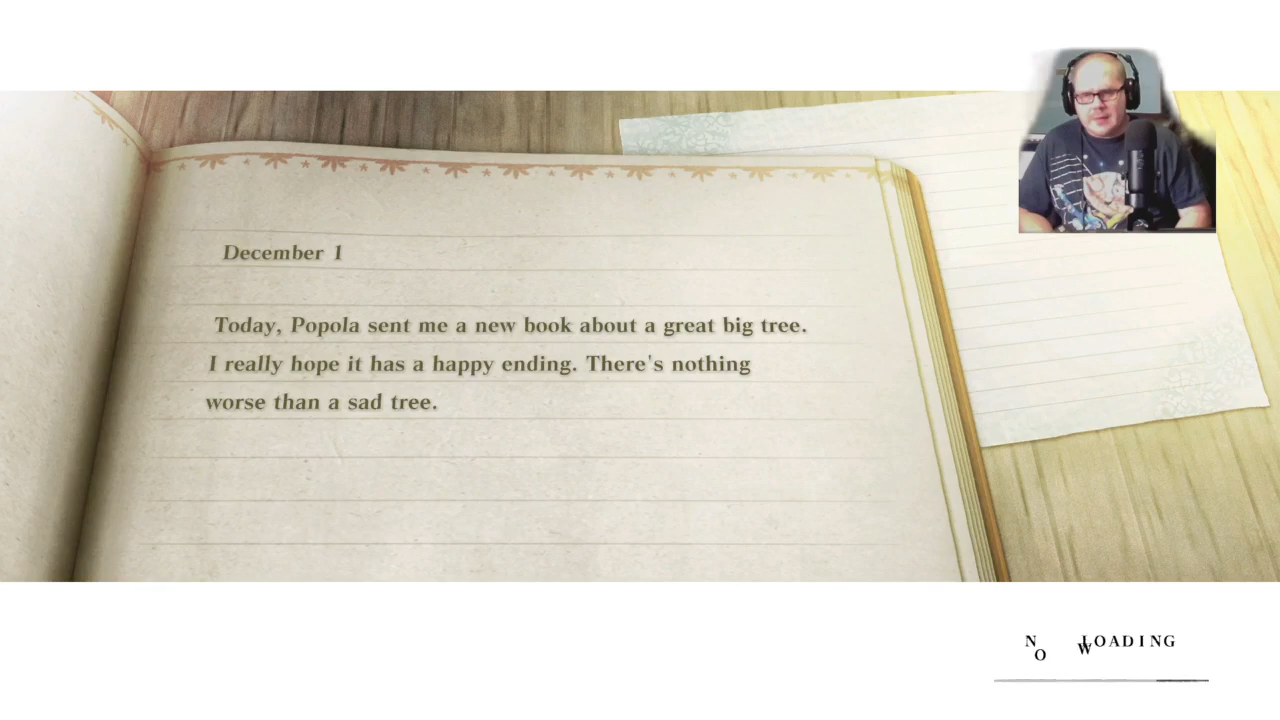 December 1
Today, Popola sent me a new book about a great big tree.
I really hope it has a happy ending. There's nothing
worse than a sad tree.
NOW LOADING